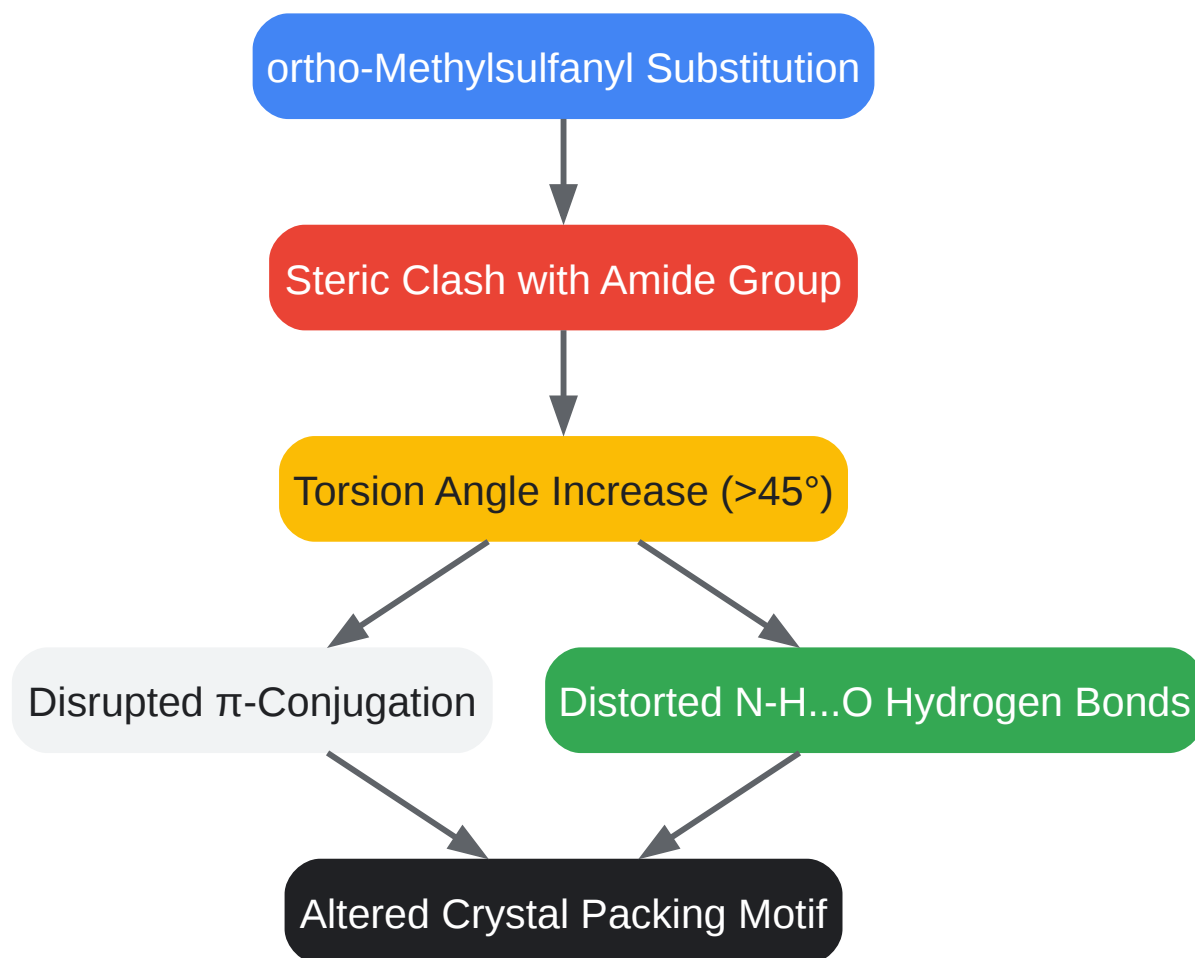 ortho-Methylsulfanyl Substitution
Steric Clash with Amide Group
Torsion Angle Increase (>45°)
Disrupted π-Conjugation
Distorted N-H...O Hydrogen Bonds
Altered Crystal Packing Motif